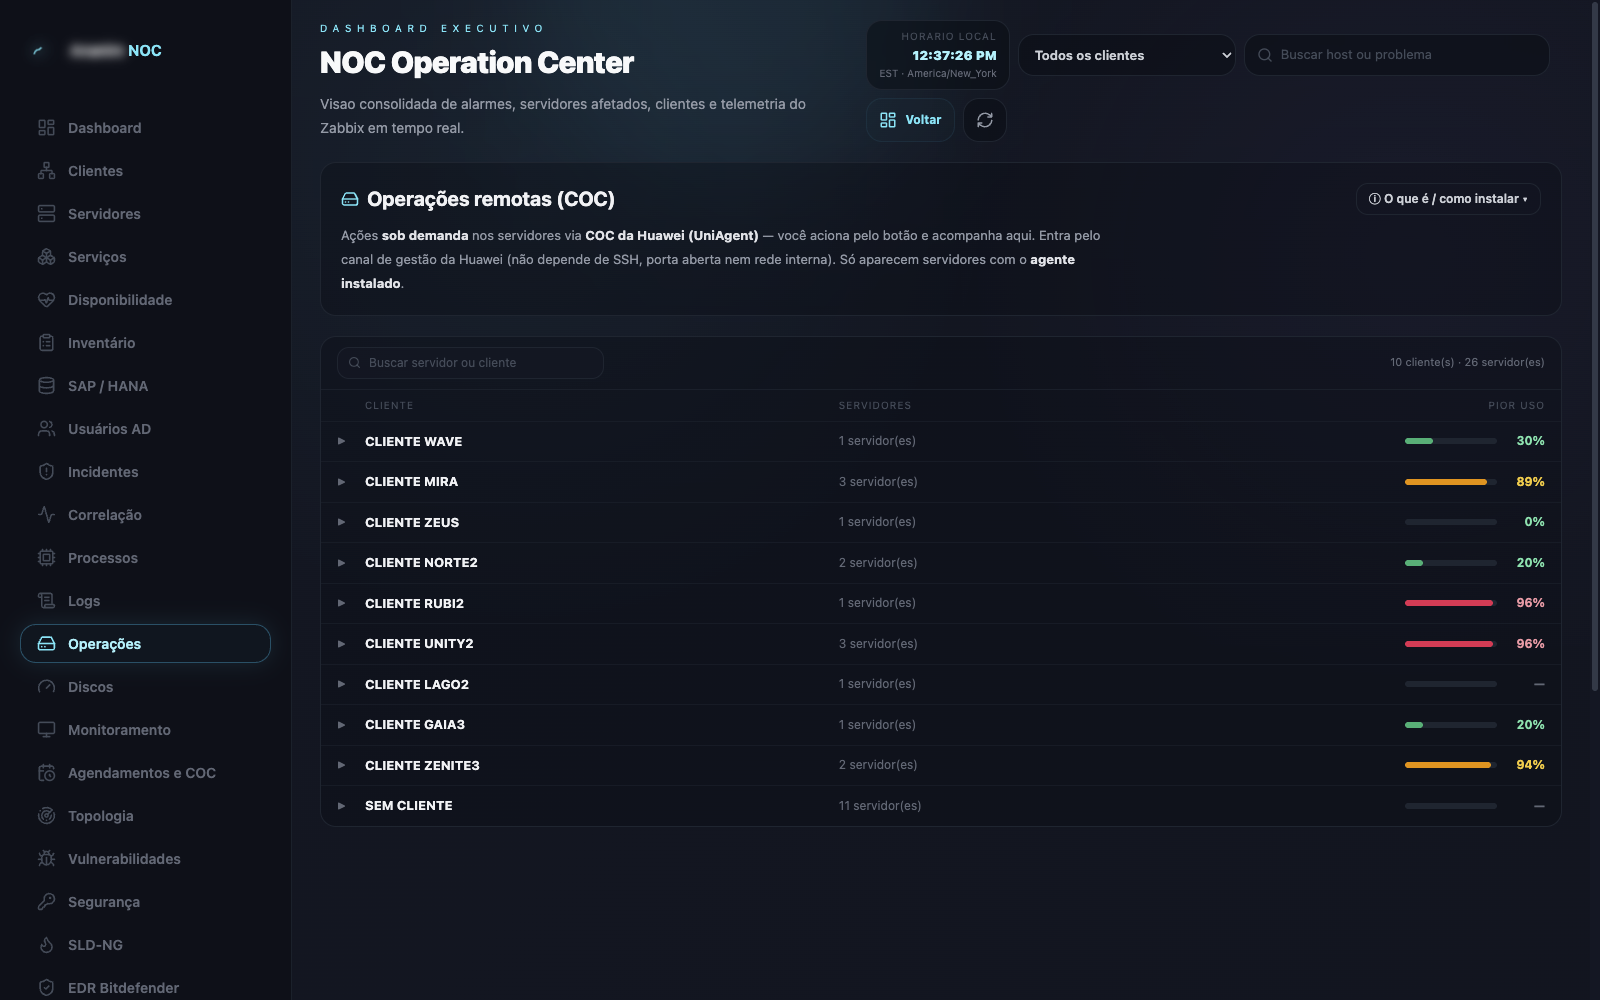 NOC
Dashboard
Clientes
Servidores
Serviços
Disponibilidade
Inventário
SAP / HANA
Usuários AD
Incidentes
Correlação
Processos
Logs
Operações
Discos
Monitoramento
Agendamentos e COC
Topologia
Vulnerabilidades
Segurança
SLD-NG
EDR Bitdefender
DASHBOARD EXECUTIVO
NOC Operation Center
Visao consolidada de alarmes, servidores afetados, clientes e telemetria do
Zabbix em tempo real.
HORARIO LOCAL
12:37:26 PM
EST · America/New_York
Todos os clientes
Buscar host ou problema
Voltar
Operações remotas (COC)
O que é / como instalar ▾
Ações sob demanda nos servidores via COC da Huawei (UniAgent) — você aciona pelo botão e acompanha aqui. Entra pelo
canal de gestão da Huawei (não depende de SSH, porta aberta nem rede interna). Só aparecem servidores com o agente
instalado.
Buscar servidor ou cliente
10 cliente(s) · 26 servidor(es)
CLIENTE SERVIDORES PIOR USO
▶ CLIENTE WAVE 1 servidor(es) 30%
▶ CLIENTE MIRA 3 servidor(es) 89%
▶ CLIENTE ZEUS 1 servidor(es) 0%
▶ CLIENTE NORTE2 2 servidor(es) 20%
▶ CLIENTE RUBI2 1 servidor(es) 96%
▶ CLIENTE UNITY2 3 servidor(es) 96%
▶ CLIENTE LAGO2 1 servidor(es) —
▶ CLIENTE GAIA3 1 servidor(es) 20%
▶ CLIENTE ZENITE3 2 servidor(es) 94%
▶ SEM CLIENTE 11 servidor(es) —